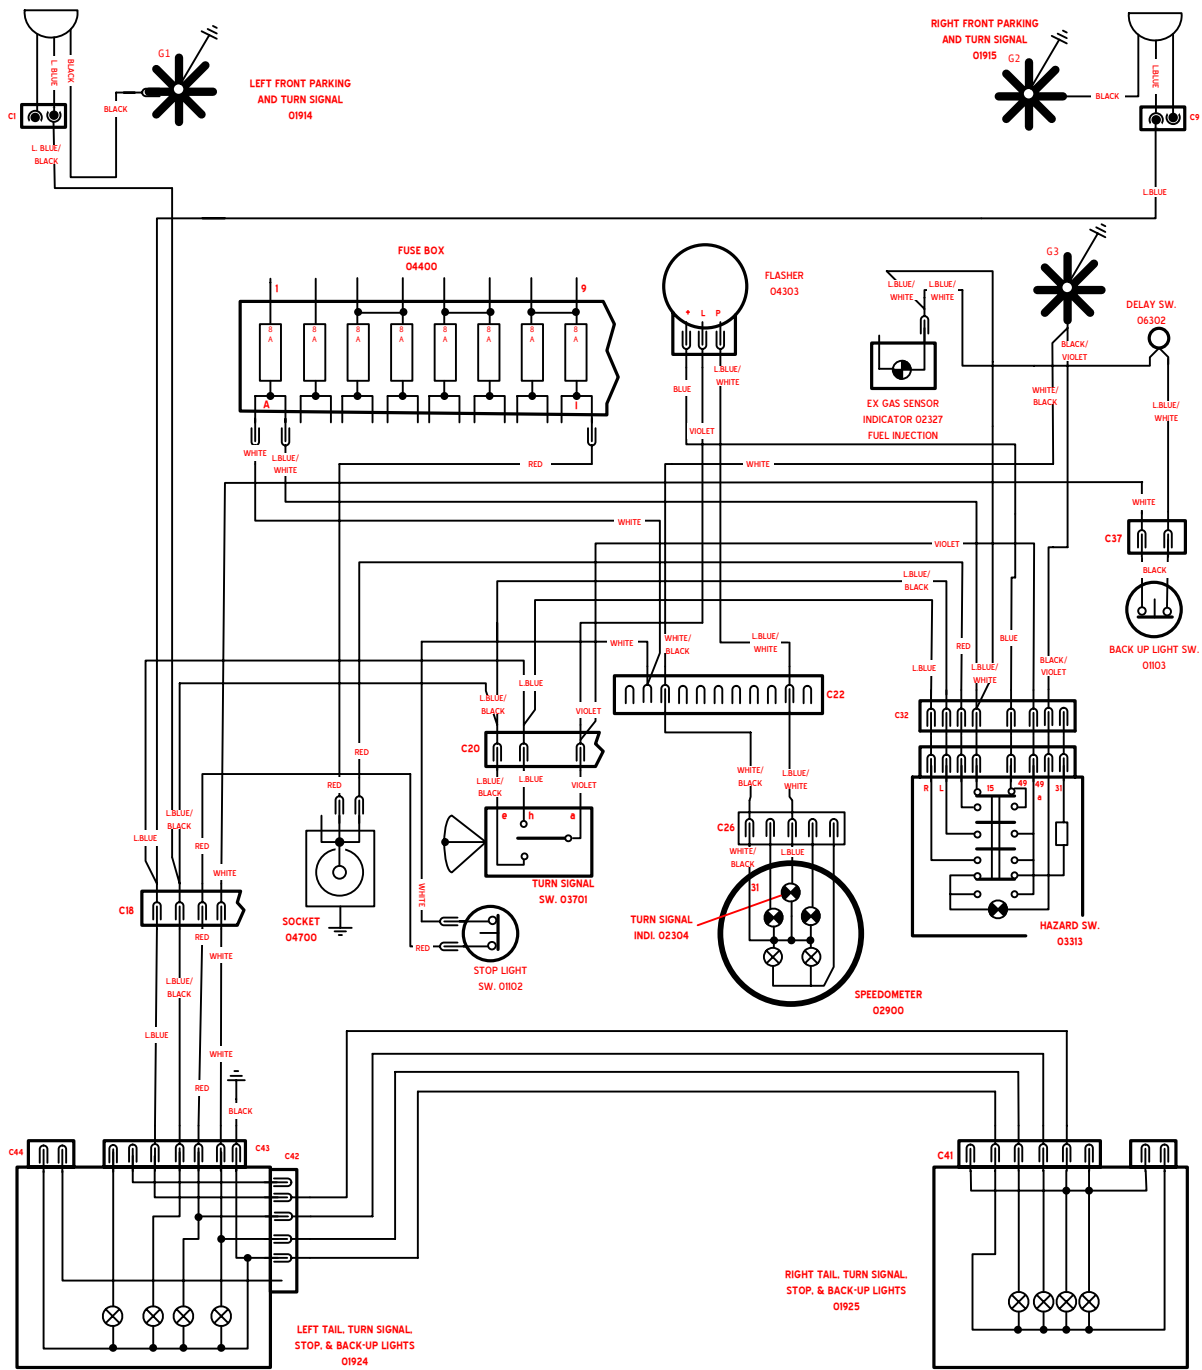 RIGHT FRONT PARKING
AND TURN SIGNAL
01915
G1
G2
L. BLUE
BLACK
LEFT FRONT PARKING
AND TURN SIGNAL
01914
BLACK
BLACK
L.BLUE
C1
C9
L. BLUE/
BLACK
L.BLUE
FUSE BOX
04400
FLASHER
04303
G3
1
9
L.BLUE/
WHITE
L.BLUE/
WHITE
DELAY SW.
06302
+ L P
8
A
8
A
8
A
8
A
8
A
8
A
8
A
8
A
BLACK/
VIOLET
BLUE
L.BLUE/
WHITE
WHITE/
BLACK
A
I
EX GAS SENSOR
INDICATOR 02327
FUEL INJECTION
L.BLUE/
WHITE
VIOLET
WHITE
L.BLUE/
WHITE
RED
WHITE
WHITE
WHITE
VIOLET
C37
BLACK
L.BLUE/
BLACK
WHITE
WHITE/
BLACK
L.BLUE/
WHITE
BLUE
RED
BACK UP LIGHT SW.
01103
L.BLUE
L.BLUE/
WHITE
BLACK/
VIOLET
L.BLUE
L.BLUE/
BLACK
VIOLET
C22
C32
C20
RED
RED
L.BLUE/
BLACK
L.BLUE
VIOLET
WHITE/
BLACK
L.BLUE/
WHITE
R L 15 49 49 31
a
L.BLUE/
BLACK
e h a
C26
L.BLUE
RED
WHITE/
BLACK
L.BLUE
WHITE
WHITE
31
TURN SIGNAL
SW. 03701
C18
SOCKET
04700
TURN SIGNAL
INDI. 02304
HAZARD SW.
03313
RED
RED
WHITE
STOP LIGHT
SW. 01102
L.BLUE/
BLACK
SPEEDOMETER
02900
L.BLUE
WHITE
RED
BLACK
C44
C43
C42
C41
RIGHT TAIL, TURN SIGNAL,
STOP, & BACK-UP LIGHTS
01925
LEFT TAIL, TURN SIGNAL,
STOP, & BACK-UP LIGHTS
01924